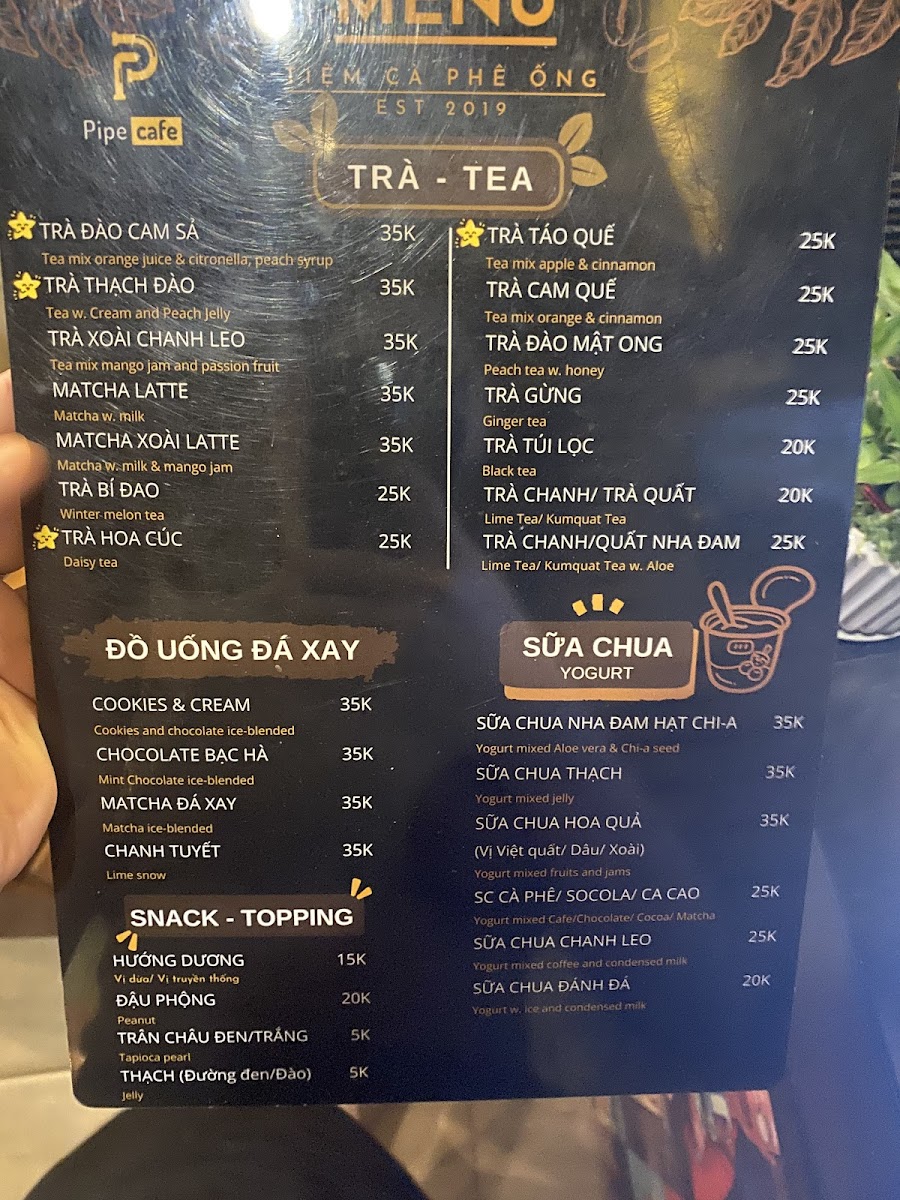 MENU
TIỆM CÀ PHÊ ỐNG
EST 2019
Pipe cafe
TRÀ - TEA
TRÀ ĐÀO CAM SẢ 35K
Tea mix orange juice & citronella, peach syrup
TRÀ THẠCH ĐÀO 35K
Tea w. Cream and Peach Jelly
TRÀ XOÀI CHANH LEO 35K
Tea mix mango jam and passion fruit
MATCHA LATTE 35K
Matcha w. milk
MATCHA XOÀI LATTE 35K
Matcha w. milk & mango jam
TRÀ BÍ ĐAO 25K
Winter melon tea
TRÀ HOA CÚC 25K
Daisy tea
TRÀ TÁO QUẾ 25K
Tea mix apple & cinnamon
TRÀ CAM QUẾ 25K
Tea mix orange & cinnamon
TRÀ ĐÀO MẬT ONG 25K
Peach tea w. honey
TRÀ GỪNG 25K
Ginger tea
TRÀ TÚI LỌC 20K
Black tea
TRÀ CHANH/ TRÀ QUẤT 20K
Lime Tea/ Kumquat Tea
TRÀ CHANH/QUẤT NHA ĐAM 25K
Lime Tea/ Kumquat Tea w. Aloe
ĐỒ UỐNG ĐÁ XAY
COOKIES & CREAM 35K
Cookies and chocolate ice-blended
CHOCOLATE BẠC HÀ 35K
Mint Chocolate ice-blended
MATCHA ĐÁ XAY 35K
Matcha ice-blended
CHANH TUYẾT 35K
Lime snow
SNACK - TOPPING
HƯỚNG DƯƠNG 15K
Vị dừa/ Vị truyền thống
ĐẬU PHỘNG 20K
Peanut
TRÂN CHÂU ĐEN/TRẮNG 5K
Tapioca pearl
THẠCH (Đường đen/Đào) 5K
Jelly
SỮA CHUA
YOGURT
SỮA CHUA NHA ĐAM HẠT CHI-A 35K
Yogurt mixed Aloe vera & Chi-a seed
SỮA CHUA THẠCH 35K
Yogurt mixed jelly
SỮA CHUA HOA QUẢ 35K
(Vị Việt quất/ Dâu/ Xoài)
Yogurt mixed fruits and jams
SC CÀ PHÊ/ SOCOLA/ CA CAO 25K
Yogurt mixed Cafe/Chocolate/ Cocoa/ Matcha
SỮA CHUA CHANH LEO 25K
Yogurt mixed coffee and condensed milk
SỮA CHUA ĐÁNH ĐÁ 20K
Yogurt w. ice and condensed milk